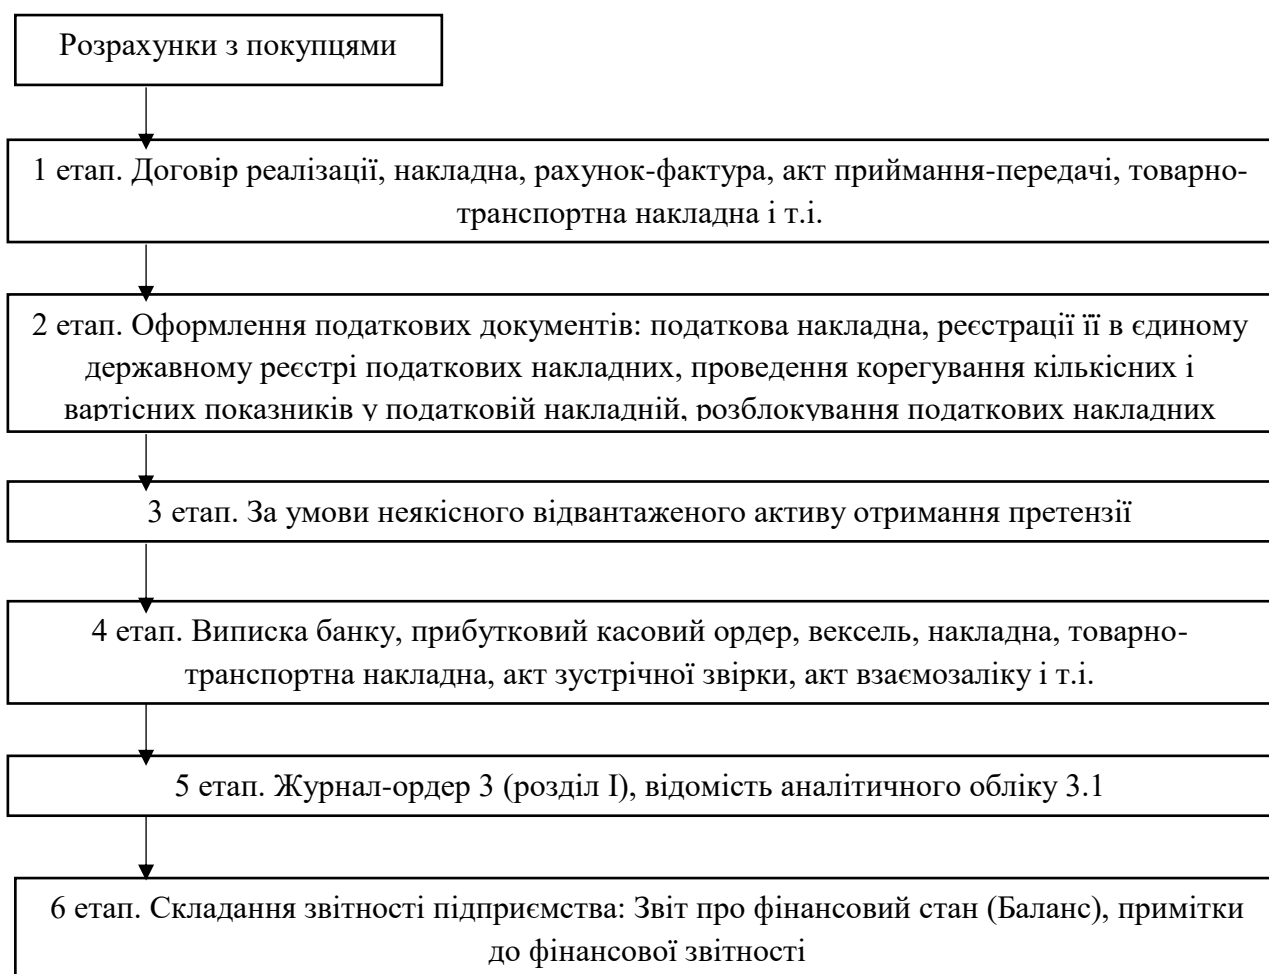 Розрахунки з покупцями
1 етап. Договір реалізації, накладна, рахунок-фактура, акт приймання-передачі, товарно-
транспортна накладна і т.і.
2 етап. Оформлення податкових документів: податкова накладна, реєстрації її в єдиному
державному реєстрі податкових накладних, проведення корегування кількісних і
вартісних показників у податковій накладній, розблокування податкових накладних
3 етап. За умови неякісного відвантаженого активу отримання претензії
4 етап. Виписка банку, прибутковий касовий ордер, вексель, накладна, товарно-
транспортна накладна, акт зустрічної звірки, акт взаємозаліку і т.і.
5 етап. Журнал-ордер 3 (розділ І), відомість аналітичного обліку 3.1
6 етап. Складання звітності підприємства: Звіт про фінансовий стан (Баланс), примітки
до фінансової звітності